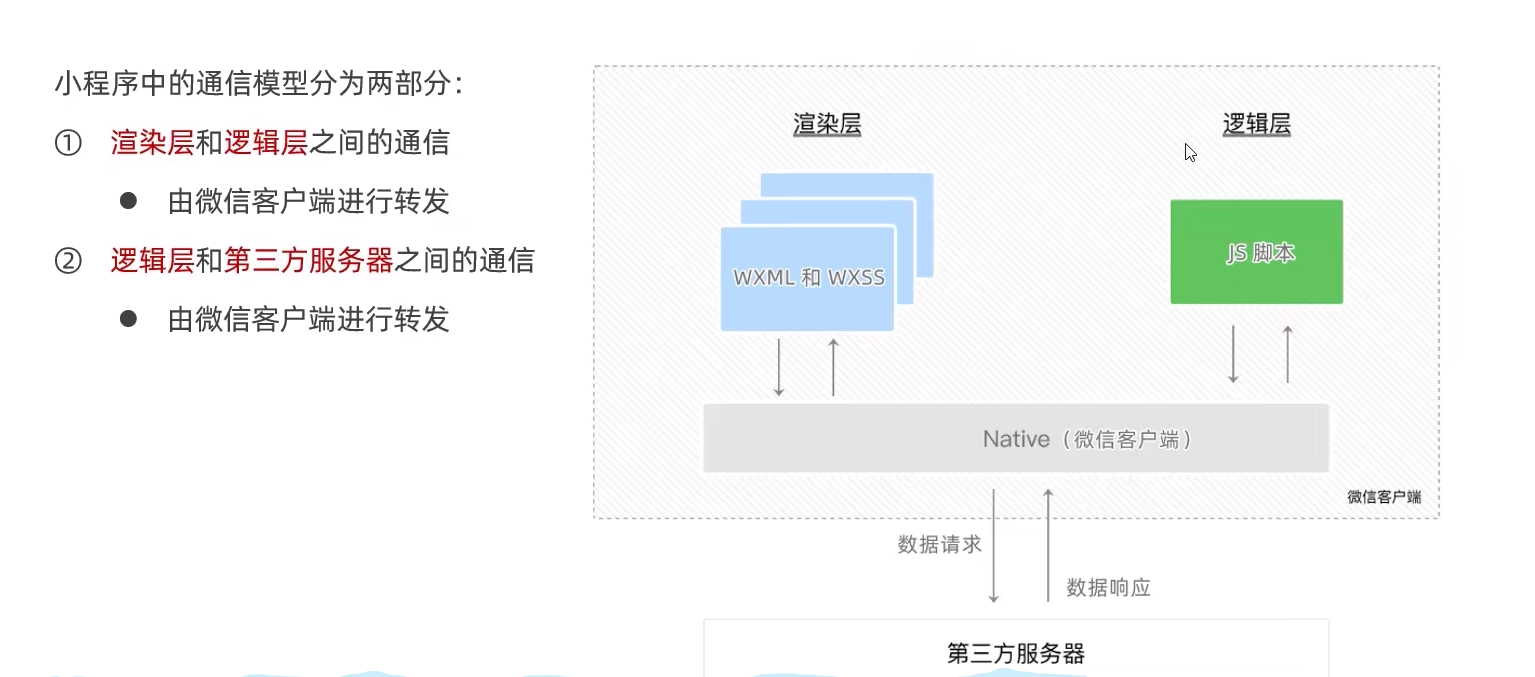 小程序中的通信模型分为两部分：
① 渲染层和逻辑层之间的通信
● 由微信客户端进行转发
② 逻辑层和第三方服务器之间的通信
● 由微信客户端进行转发
渲染层
逻辑层
WXML 和 WXSS
JS 脚本
Native（微信客户端）
微信客户端
数据请求
数据响应
第三方服务器